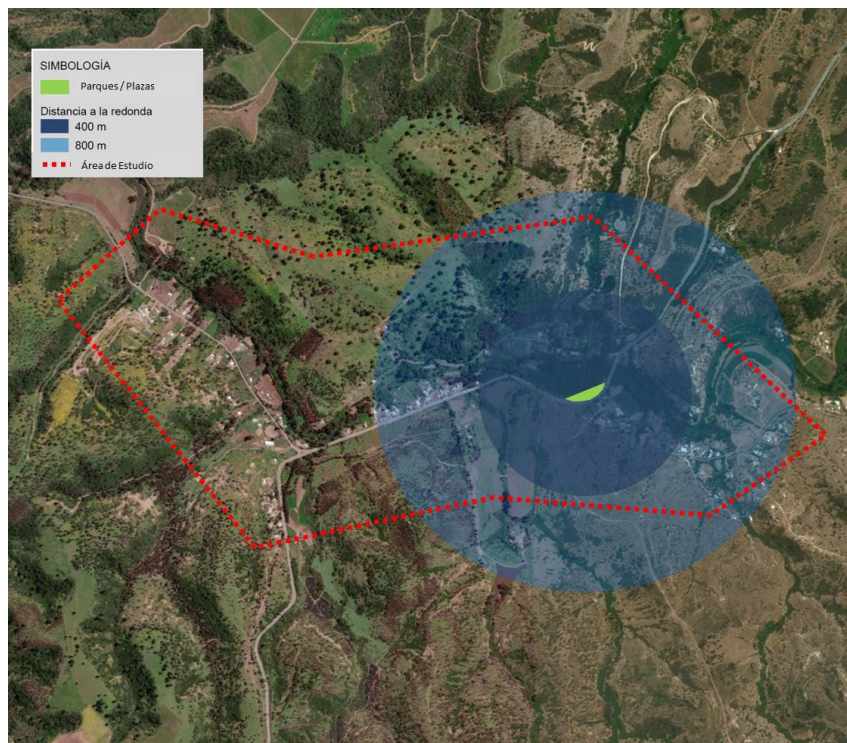 SIMBOLOGÍA
Parques / Plazas
Distancia a la redonda
400 m
800 m
Área de Estudio